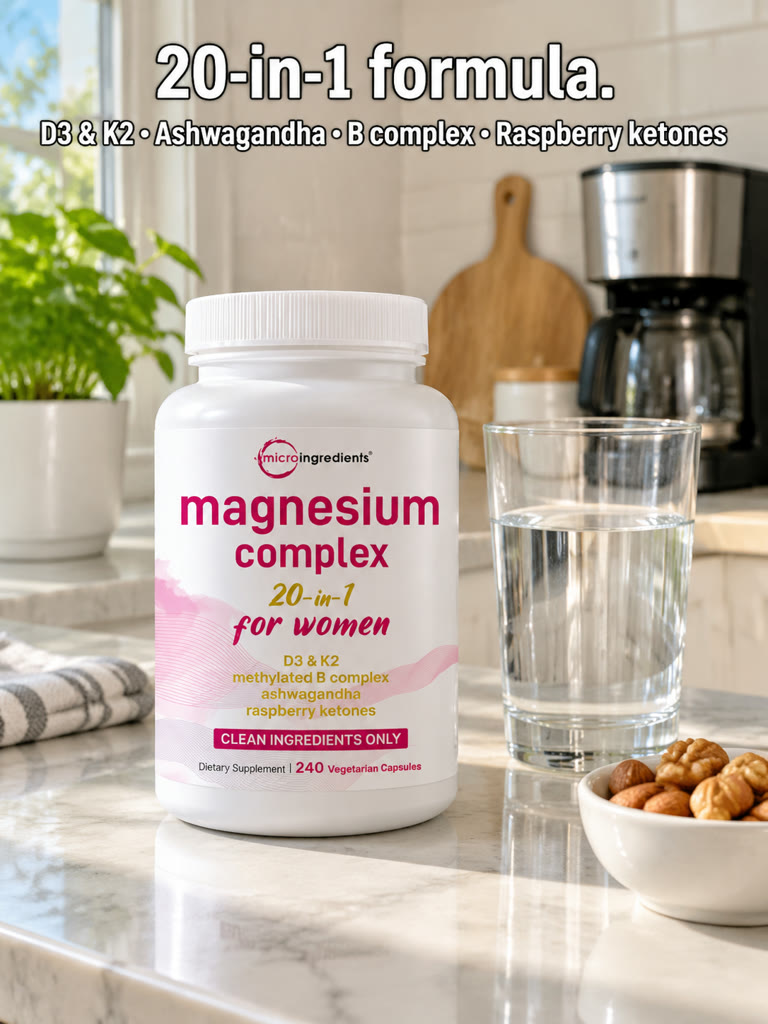 20-in-1 formula.
D3 & K2 • Ashwagandha • B complex • Raspberry ketones
microingredients®
magnesium
complex
20-in-1
for women
D3 & K2
methylated B complex
ashwagandha
raspberry ketones
CLEAN INGREDIENTS ONLY
Dietary Supplement | 240 Vegetarian Capsules